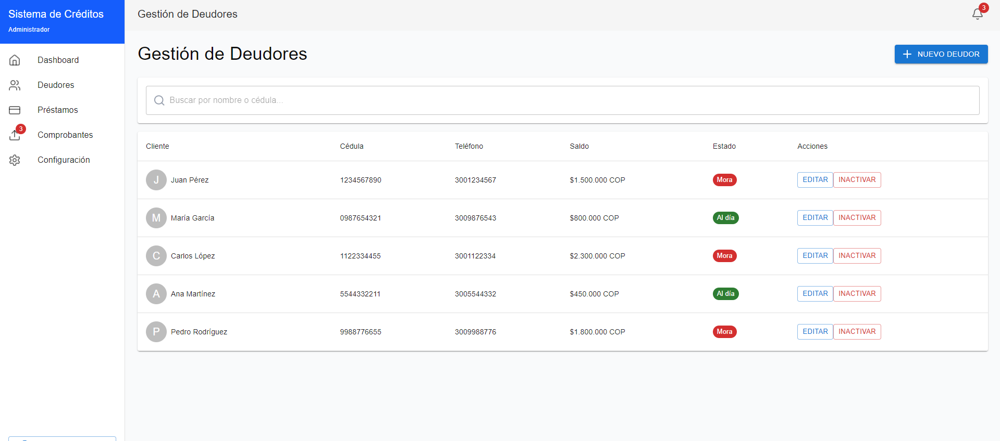 Sistema de Créditos
Administrador
Dashboard
Deudores
Préstamos
3
Comprobantes
Configuración
Gestión de Deudores
3
Gestión de Deudores
NUEVO DEUDOR
Buscar por nombre o cédula...
Cliente Cédula Teléfono Saldo Estado Acciones
J Juan Pérez 1234567890 3001234567 $1.500.000 COP Mora EDITAR INACTIVAR
M María García 0987654321 3009876543 $800.000 COP Al día EDITAR INACTIVAR
C Carlos López 1122334455 3001122334 $2.300.000 COP Mora EDITAR INACTIVAR
A Ana Martínez 5544332211 3005544332 $450.000 COP Al día EDITAR INACTIVAR
P Pedro Rodríguez 9988776655 3009988776 $1.800.000 COP Mora EDITAR INACTIVAR